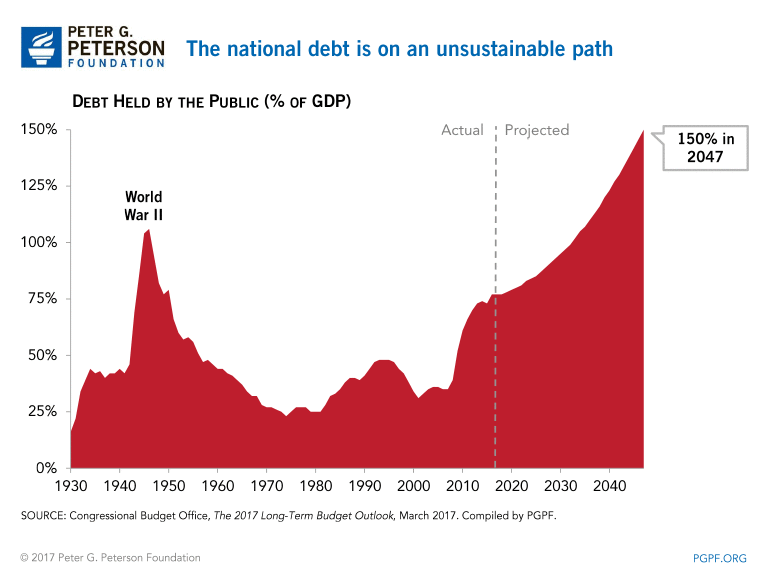 PETER G.
PETERSON
FOUNDATION
The national debt is on an unsustainable path
DEBT HELD BY THE PUBLIC (% OF GDP)
150%
125%
100%
75%
50%
25%
0%
World
War II
Actual
Projected
150% in
2047
1930 1940 1950 1960 1970 1980 1990 2000 2010 2020 2030 2040
SOURCE: Congressional Budget Office, The 2017 Long-Term Budget Outlook, March 2017. Compiled by PGPF.
© 2017 Peter G. Peterson Foundation
PGPF.ORG